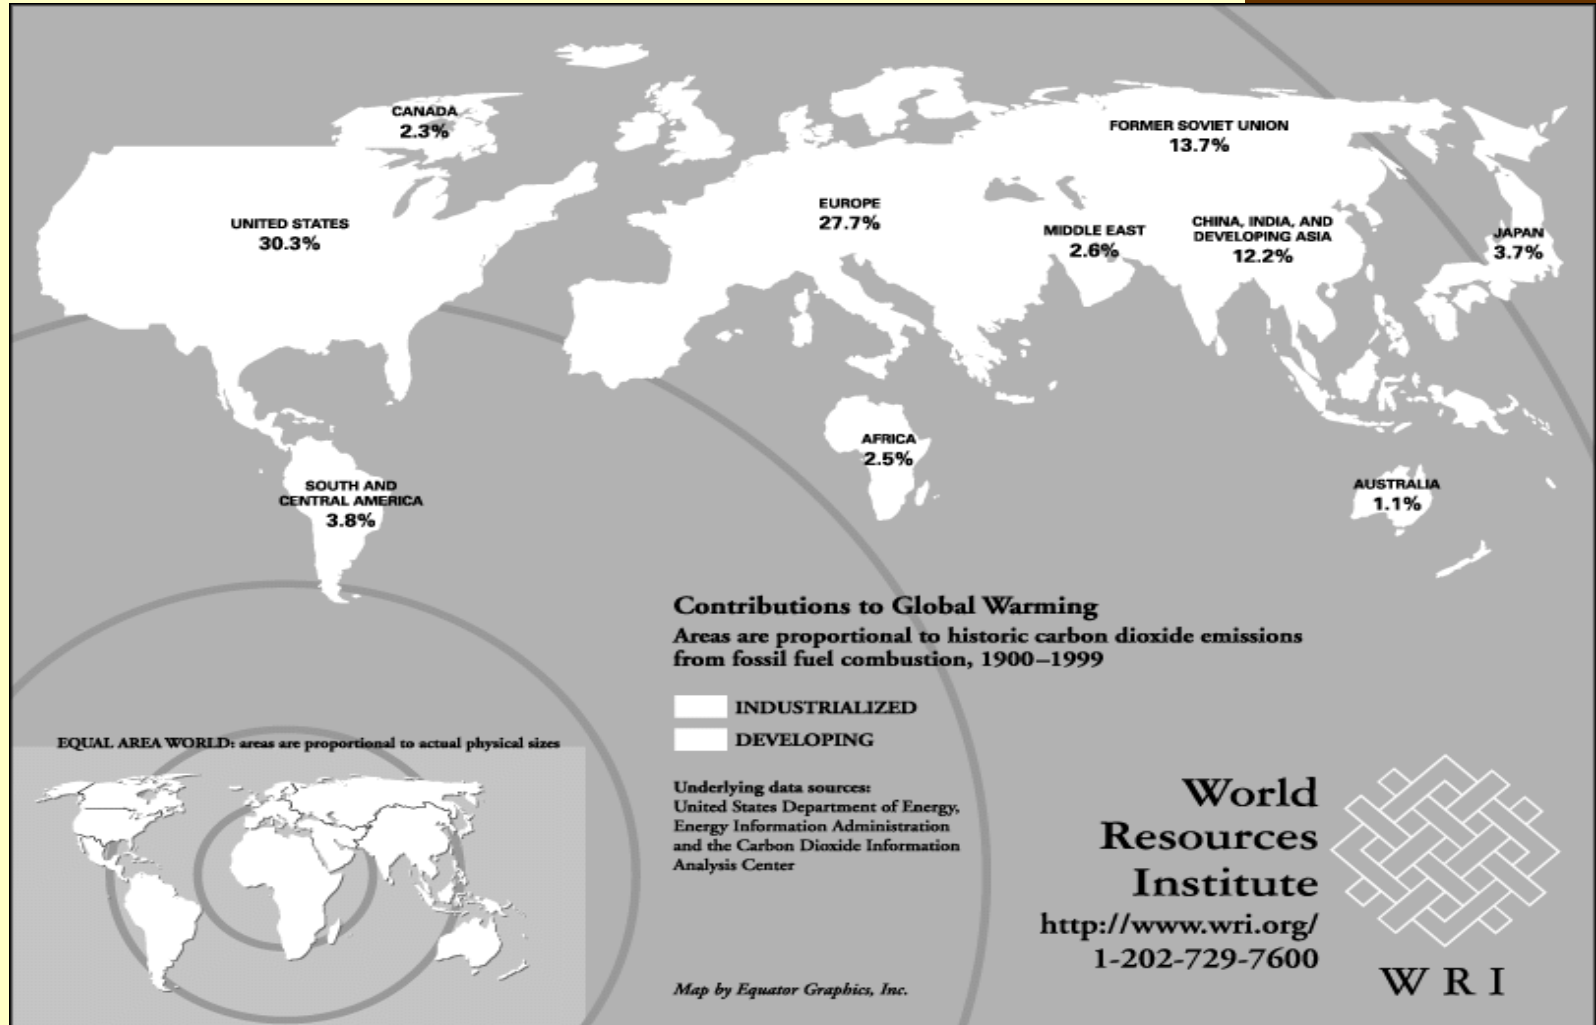 CANADA
2.3%
FORMER SOVIET UNION
13.7%
UNITED STATES
30.3%
EUROPE
27.7%
MIDDLE EAST
2.6%
CHINA, INDIA, AND
DEVELOPING ASIA
12.2%
JAPAN
3.7%
AFRICA
2.5%
SOUTH AND
CENTRAL AMERICA
3.8%
AUSTRALIA
1.1%
Contributions to Global Warming
Areas are proportional to historic carbon dioxide emissions
from fossil fuel combustion, 1900–1999
INDUSTRIALIZED
DEVELOPING
EQUAL AREA WORLD: areas are proportional to actual physical sizes
Underlying data sources:
United States Department of Energy,
Energy Information Administration
and the Carbon Dioxide Information
Analysis Center
Map by Equator Graphics, Inc.
World
Resources
Institute
http://www.wri.org/
1-202-729-7600
W R I